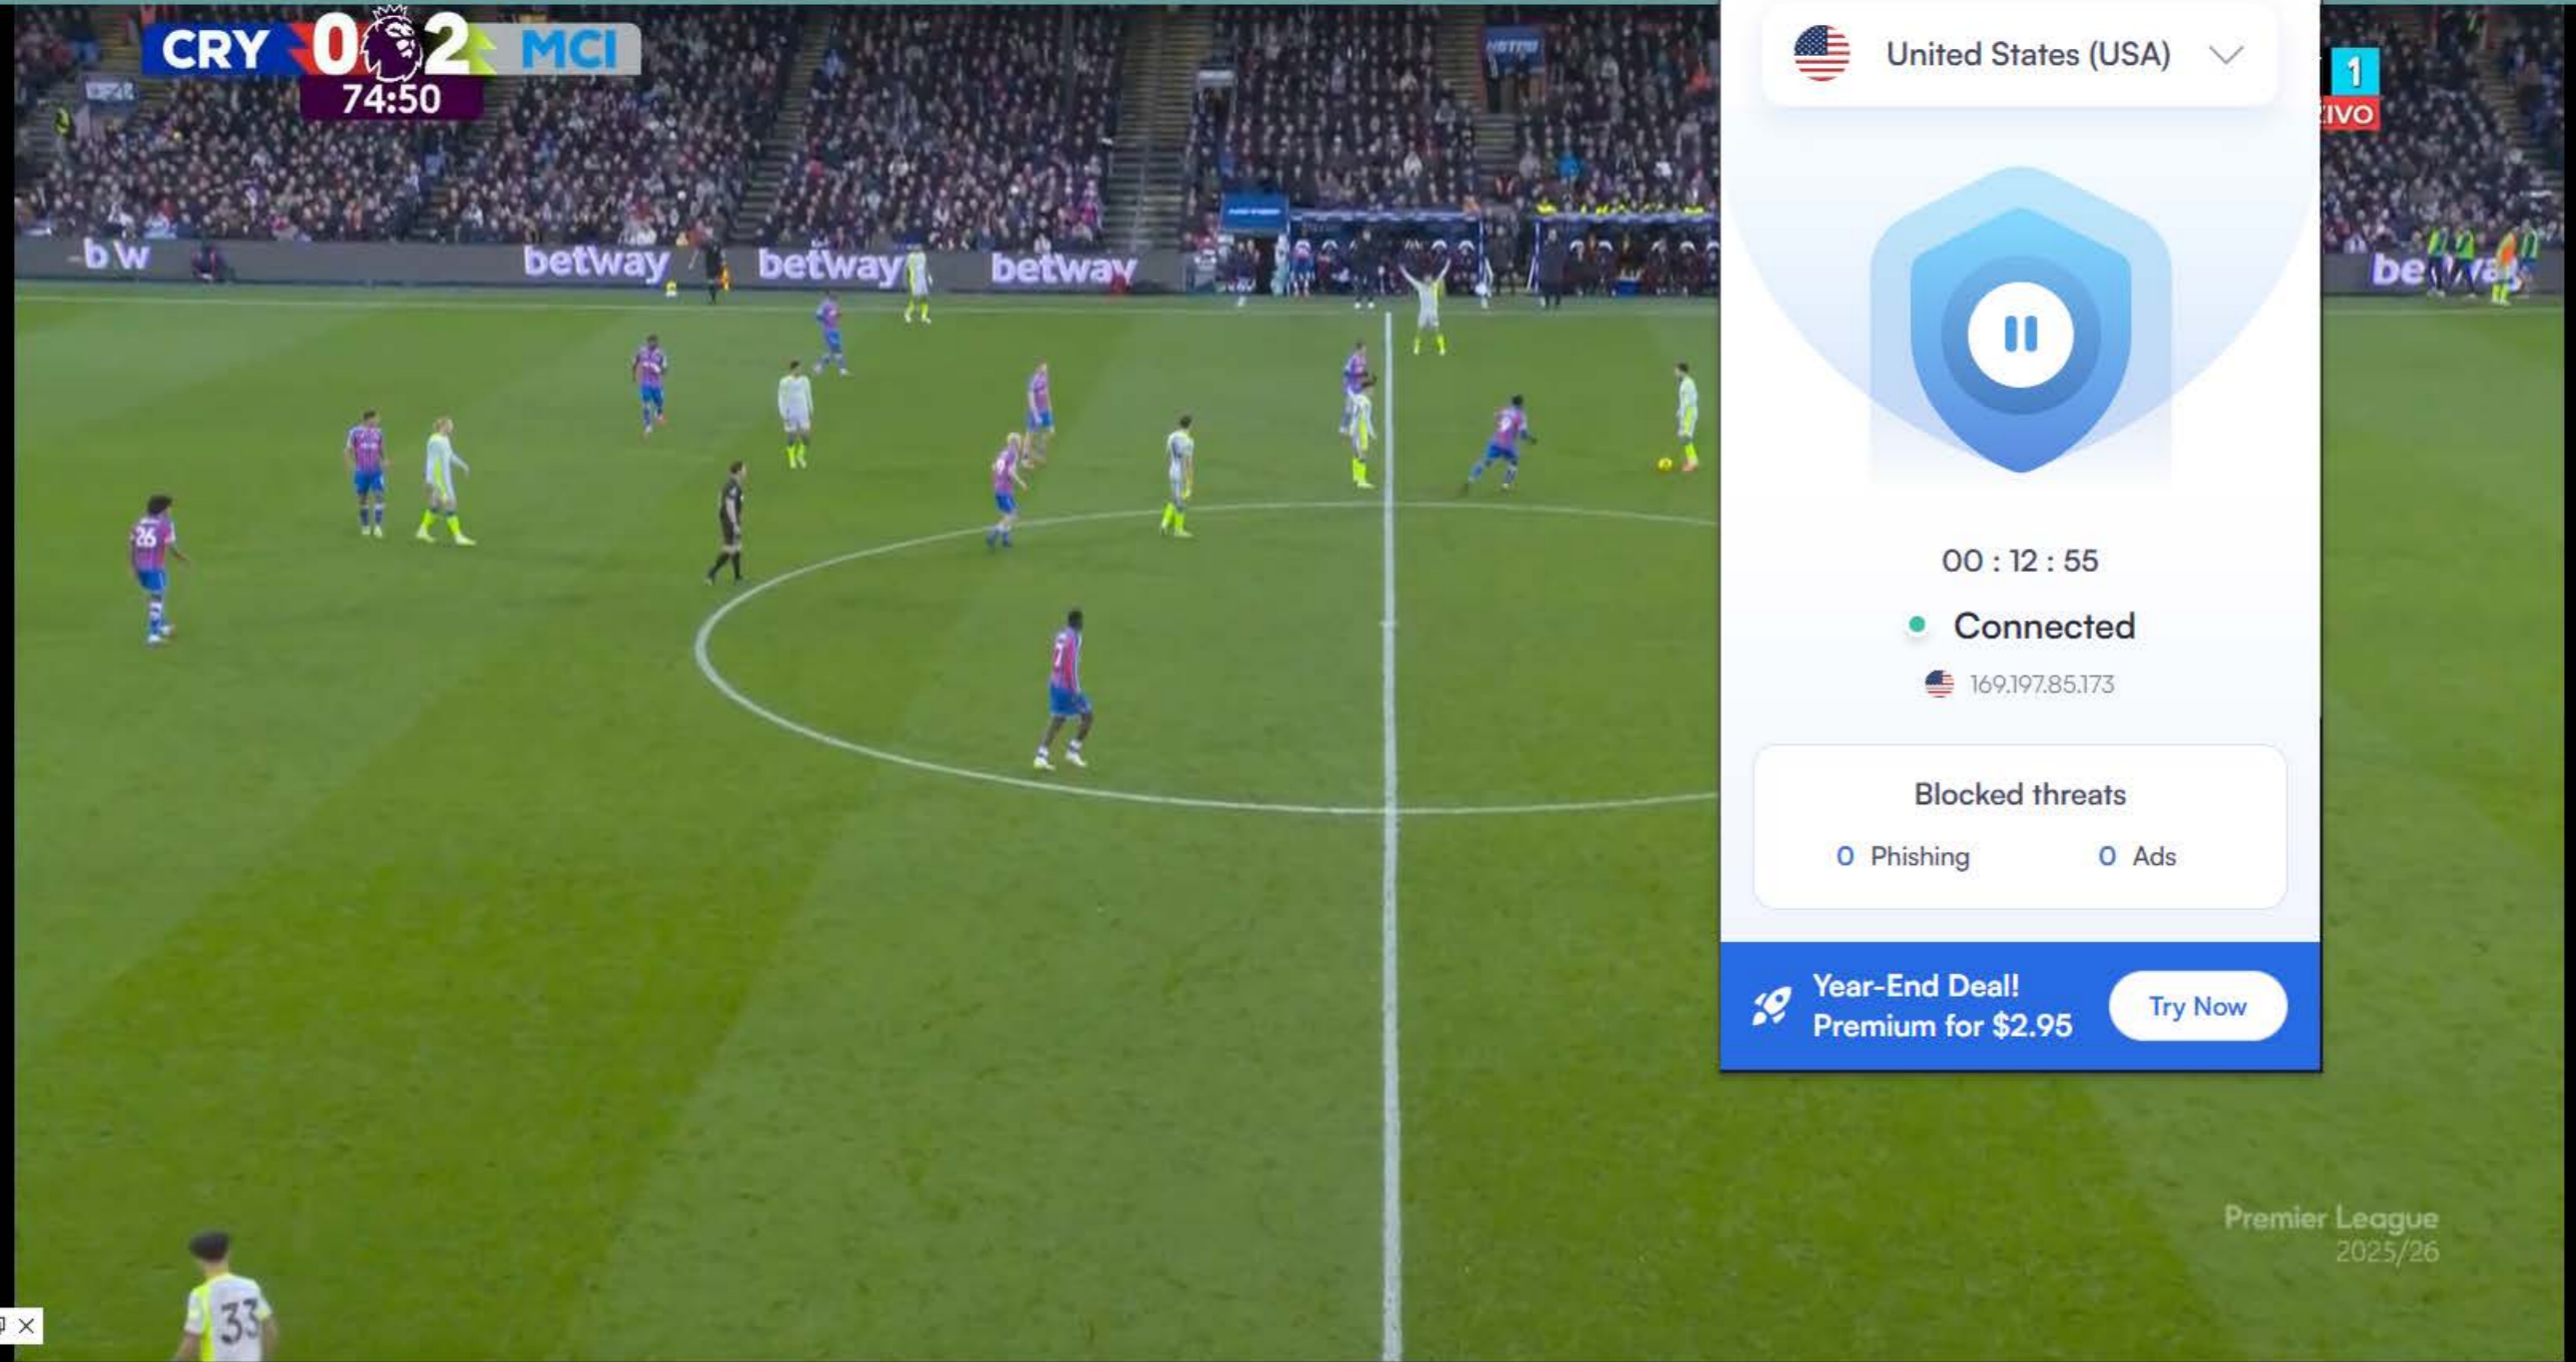 CRY 0 2 MCI
74:50
1
b w
betway betway betway
26
33
United States (USA)
00 : 12 : 55
Connected
169.197.85.173
Blocked threats
0 Phishing 0 Ads
Year-End Deal!
Premium for $2.95
Try Now
Premier League
2025/26